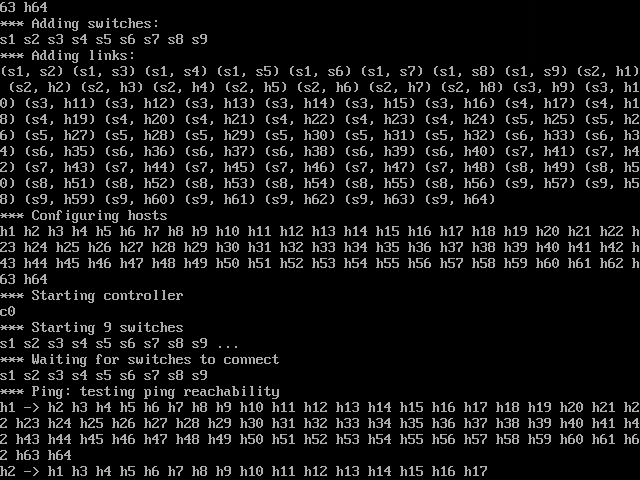 63 h64
*** Adding switches:
s1 s2 s3 s4 s5 s6 s7 s8 s9
*** Adding links:
(s1, s2) (s1, s3) (s1, s4) (s1, s5) (s1, s6) (s1, s7) (s1, s8) (s1, s9) (s2, h1)
 (s2, h2) (s2, h3) (s2, h4) (s2, h5) (s2, h6) (s2, h7) (s2, h8) (s3, h9) (s3, h1
0) (s3, h11) (s3, h12) (s3, h13) (s3, h14) (s3, h15) (s3, h16) (s4, h17) (s4, h1
8) (s4, h19) (s4, h20) (s4, h21) (s4, h22) (s4, h23) (s4, h24) (s5, h25) (s5, h2
6) (s5, h27) (s5, h28) (s5, h29) (s5, h30) (s5, h31) (s5, h32) (s6, h33) (s6, h3
4) (s6, h35) (s6, h36) (s6, h37) (s6, h38) (s6, h39) (s6, h40) (s7, h41) (s7, h4
2) (s7, h43) (s7, h44) (s7, h45) (s7, h46) (s7, h47) (s7, h48) (s8, h49) (s8, h5
0) (s8, h51) (s8, h52) (s8, h53) (s8, h54) (s8, h55) (s8, h56) (s9, h57) (s9, h5
8) (s9, h59) (s9, h60) (s9, h61) (s9, h62) (s9, h63) (s9, h64)
*** Configuring hosts
h1 h2 h3 h4 h5 h6 h7 h8 h9 h10 h11 h12 h13 h14 h15 h16 h17 h18 h19 h20 h21 h22 h
23 h24 h25 h26 h27 h28 h29 h30 h31 h32 h33 h34 h35 h36 h37 h38 h39 h40 h41 h42 h
43 h44 h45 h46 h47 h48 h49 h50 h51 h52 h53 h54 h55 h56 h57 h58 h59 h60 h61 h62 h
63 h64
*** Starting controller
c0
*** Starting 9 switches
s1 s2 s3 s4 s5 s6 s7 s8 s9 ...
*** Waiting for switches to connect
s1 s2 s3 s4 s5 s6 s7 s8 s9
*** Ping: testing ping reachability
h1 -> h2 h3 h4 h5 h6 h7 h8 h9 h10 h11 h12 h13 h14 h15 h16 h17 h18 h19 h20 h21 h2
2 h23 h24 h25 h26 h27 h28 h29 h30 h31 h32 h33 h34 h35 h36 h37 h38 h39 h40 h41 h4
2 h43 h44 h45 h46 h47 h48 h49 h50 h51 h52 h53 h54 h55 h56 h57 h58 h59 h60 h61 h6
2 h63 h64
h2 -> h1 h3 h4 h5 h6 h7 h8 h9 h10 h11 h12 h13 h14 h15 h16 h17